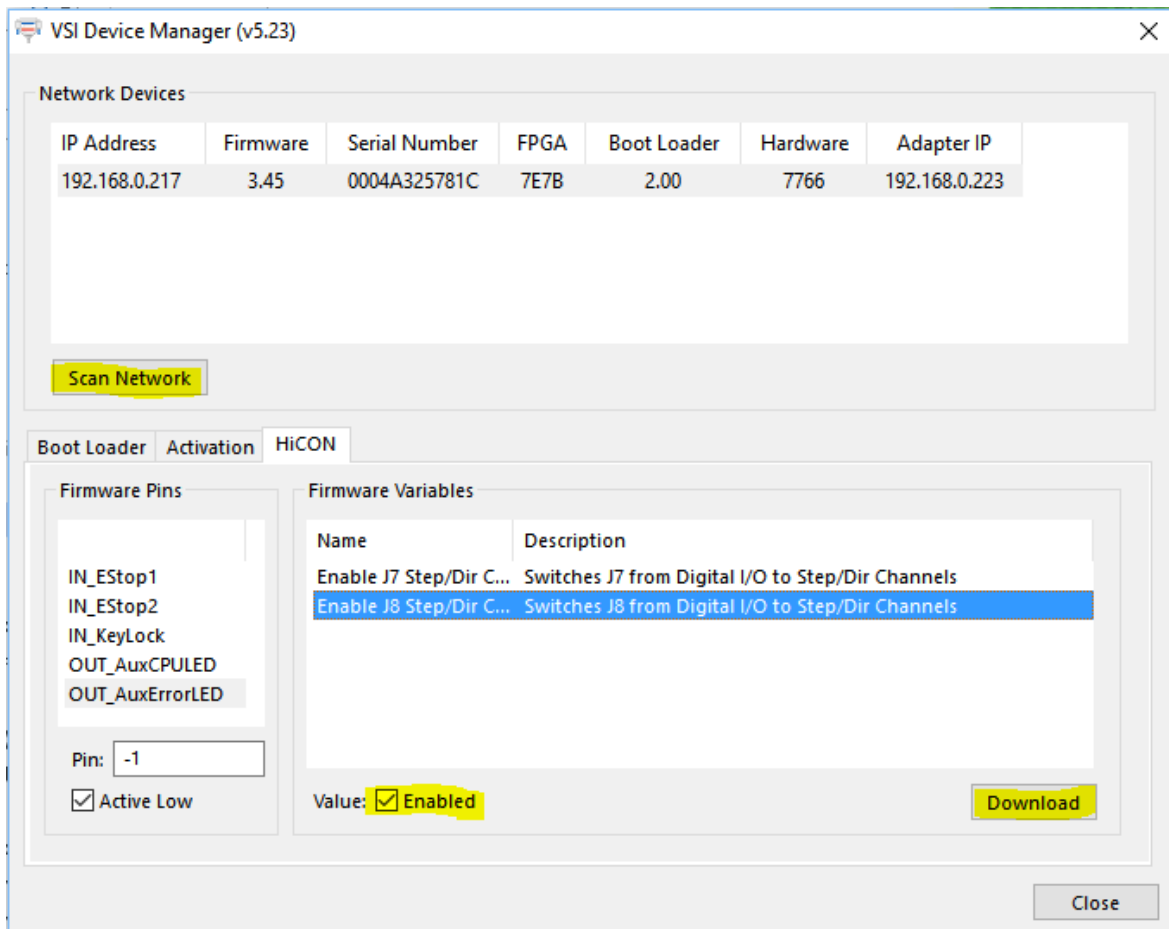 VSI Device Manager (v5.23)
Network Devices
IP Address Firmware Serial Number FPGA Boot Loader Hardware Adapter IP
192.168.0.217 3.45 0004A325781C 7E7B 2.00 7766 192.168.0.223
Scan Network
Boot Loader Activation HiCON
Firmware Pins
IN_EStop1
IN_EStop2
IN_KeyLock
OUT_AuxCPULED
OUT_AuxErrorLED
Pin: -1
Active Low
Firmware Variables
Name Description
Enable J7 Step/Dir C... Switches J7 from Digital I/O to Step/Dir Channels
Enable J8 Step/Dir C... Switches J8 from Digital I/O to Step/Dir Channels
Value: Enabled
Download
Close